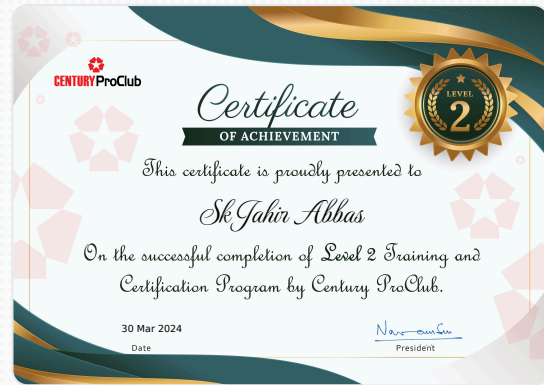 CENTURY ProClub
Certificate
OF ACHIEVEMENT
LEVEL
2
This certificate is proudly presented to
Sk Jahir Abbas
On the successful completion of Level 2 Training and
Certification Program by Century ProClub.
30 Mar 2024
Date
President